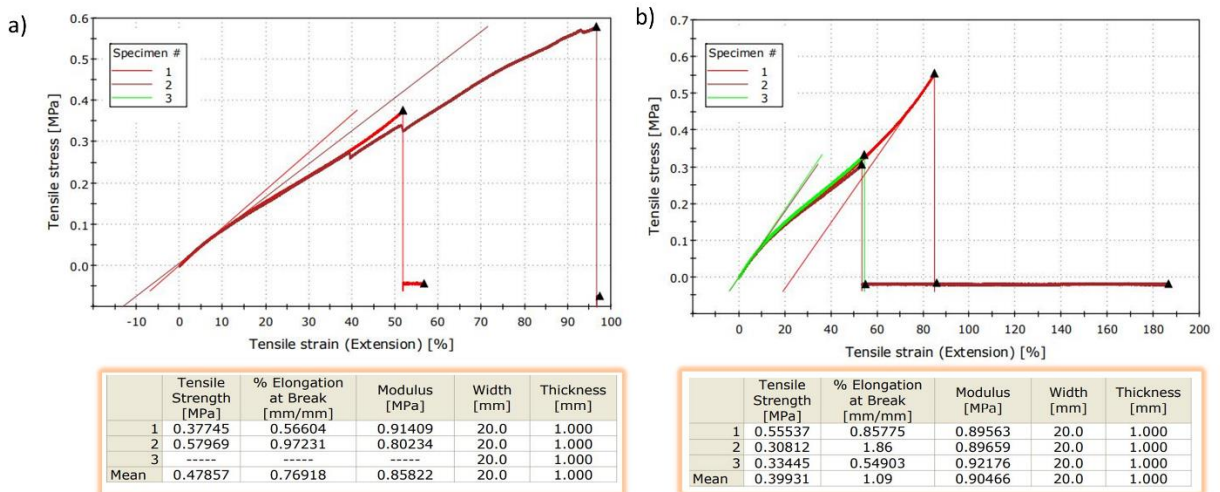 a)
0.6
0.5
0.4
0.3
0.2
0.1
0.0
Tensile stress [MPa]
Specimen #
1
2
3
-10 0 10 20 30 40 50 60 70 80 90 100
Tensile strain (Extension) [%]
Tensile Strength [MPa] % Elongation at Break [mm/mm] Modulus [MPa] Width [mm] Thickness [mm]
1 0.37745 0.56604 0.91409 20.0 1.000
2 0.57969 0.97231 0.80234 20.0 1.000
3 ----- ----- ----- 20.0 1.000
Mean 0.47857 0.76918 0.85822 20.0 1.000
b)
0.7
0.6
0.5
0.4
0.3
0.2
0.1
0.0
Tensile stress [MPa]
Specimen #
1
2
3
0 20 40 60 80 100 120 140 160 180 200
Tensile strain (Extension) [%]
Tensile Strength [MPa] % Elongation at Break [mm/mm] Modulus [MPa] Width [mm] Thickness [mm]
1 0.55537 0.85775 0.89563 20.0 1.000
2 0.30812 1.86 0.89659 20.0 1.000
3 0.33445 0.54903 0.92176 20.0 1.000
Mean 0.39931 1.09 0.90466 20.0 1.000